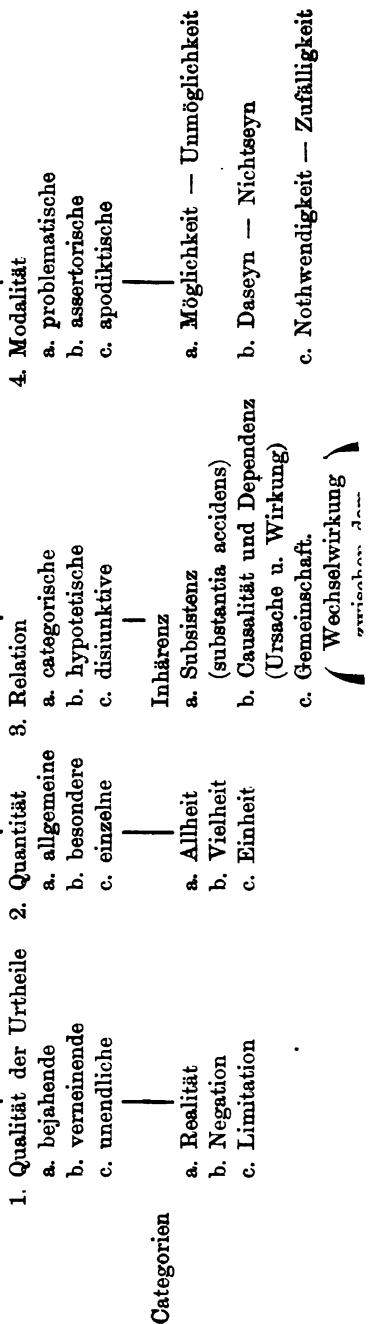 1. Qualität der Urtheile
a. bejahende
b. verneinende
c. unendliche
2. Quantität
a. allgemeine
b. besondere
c. einzelne
3. Relation
a. categorische
b. hypotetische
c. disiunktive
4. Modalität
a. problematische
b. assertorische
c. apodiktische
Categorien
a. Realität
b. Negation
c. Limitation
a. Allheit
b. Vielheit
c. Einheit
Inhärenz
a. Subsistenz
(substantia accidens)
b. Causalität und Dependenz
(Ursache u. Wirkung)
c. Gemeinschaft.
( Wechselwirkung )
a. Möglichkeit — Unmöglichkeit
b. Daseyn — Nichtseyn
c. Nothwendigkeit — Zufälligkeit